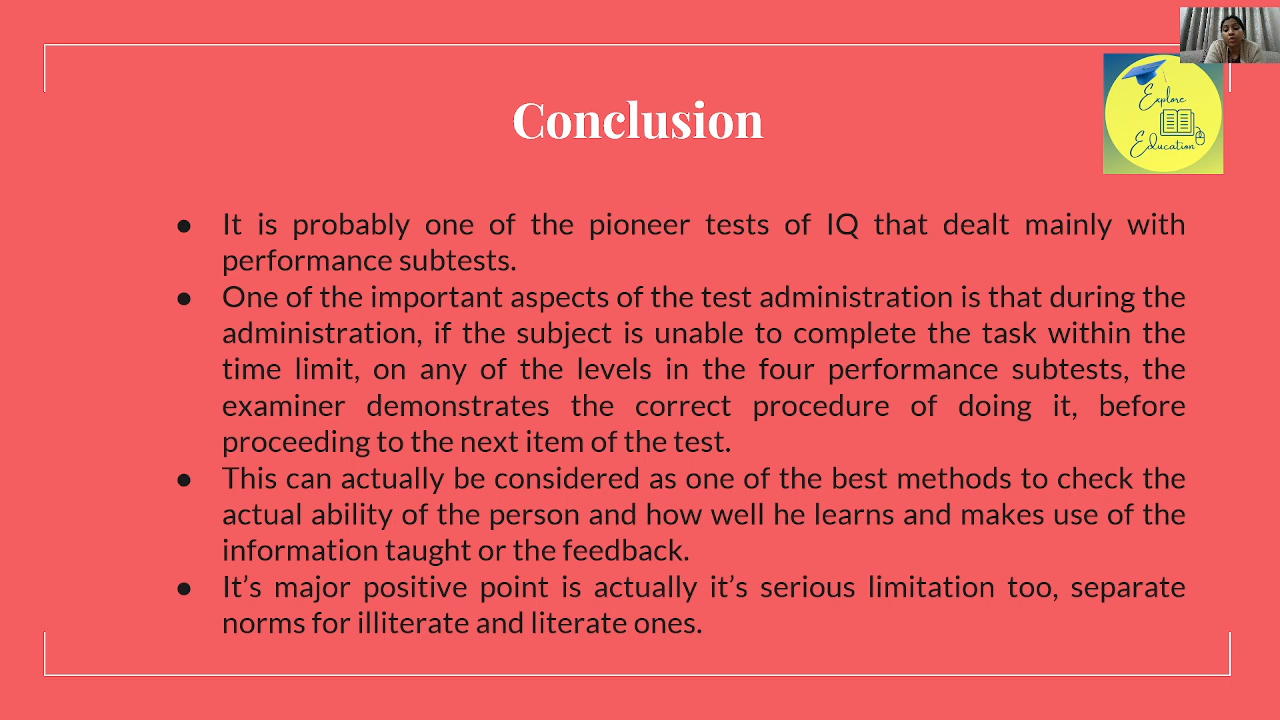 Explore
Education
Conclusion
● It is probably one of the pioneer tests of IQ that dealt mainly with
performance subtests.
● One of the important aspects of the test administration is that during the
administration, if the subject is unable to complete the task within the
time limit, on any of the levels in the four performance subtests, the
examiner demonstrates the correct procedure of doing it, before
proceeding to the next item of the test.
● This can actually be considered as one of the best methods to check the
actual ability of the person and how well he learns and makes use of the
information taught or the feedback.
● It’s major positive point is actually it’s serious limitation too, separate
norms for illiterate and literate ones.